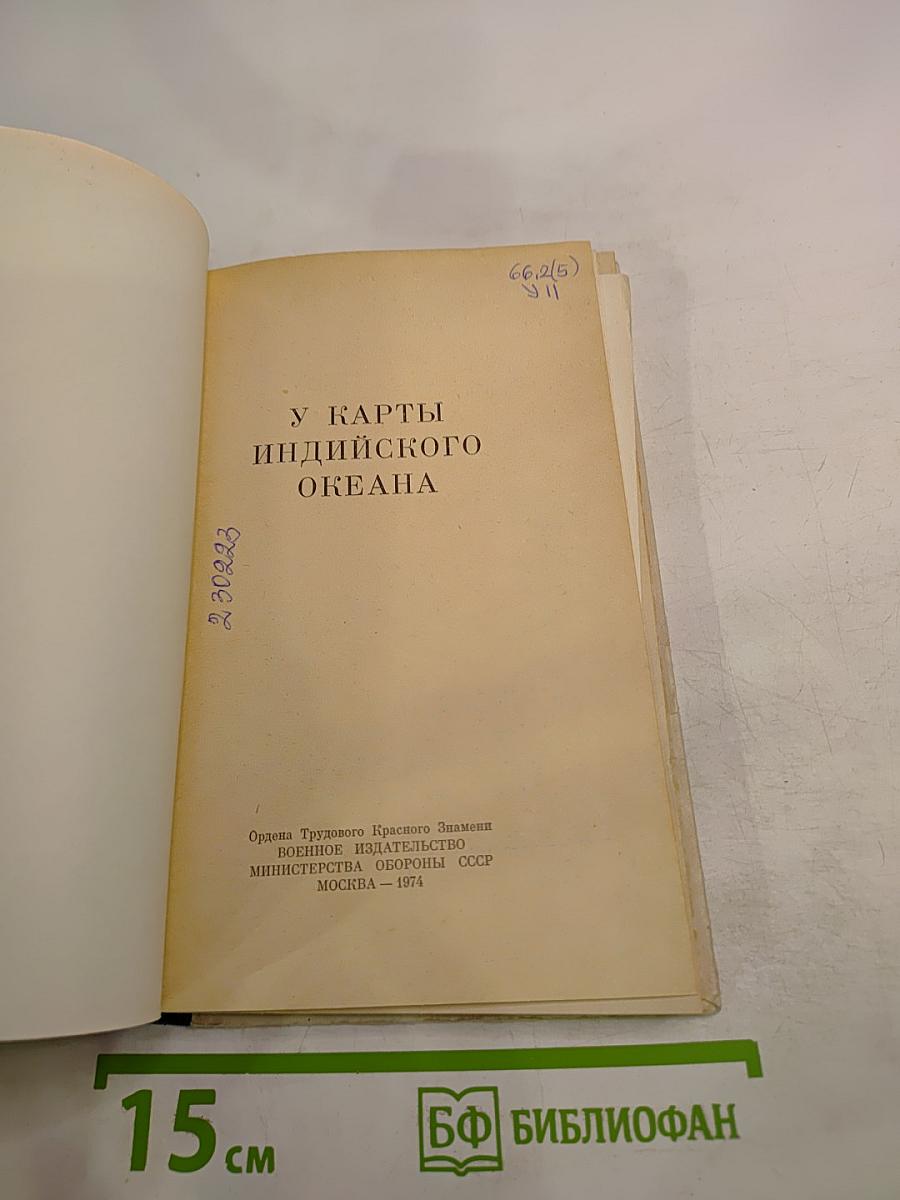 66.2(5)
У 11
У КАРТЫ
ИНДИЙСКОГО
ОКЕАНА
230223
Ордена Трудового Красного Знамени
ВОЕННОЕ ИЗДАТЕЛЬСТВО
МИНИСТЕРСТВА ОБОРОНЫ СССР
МОСКВА — 1974
15 см
БФ БИБЛИОФАН